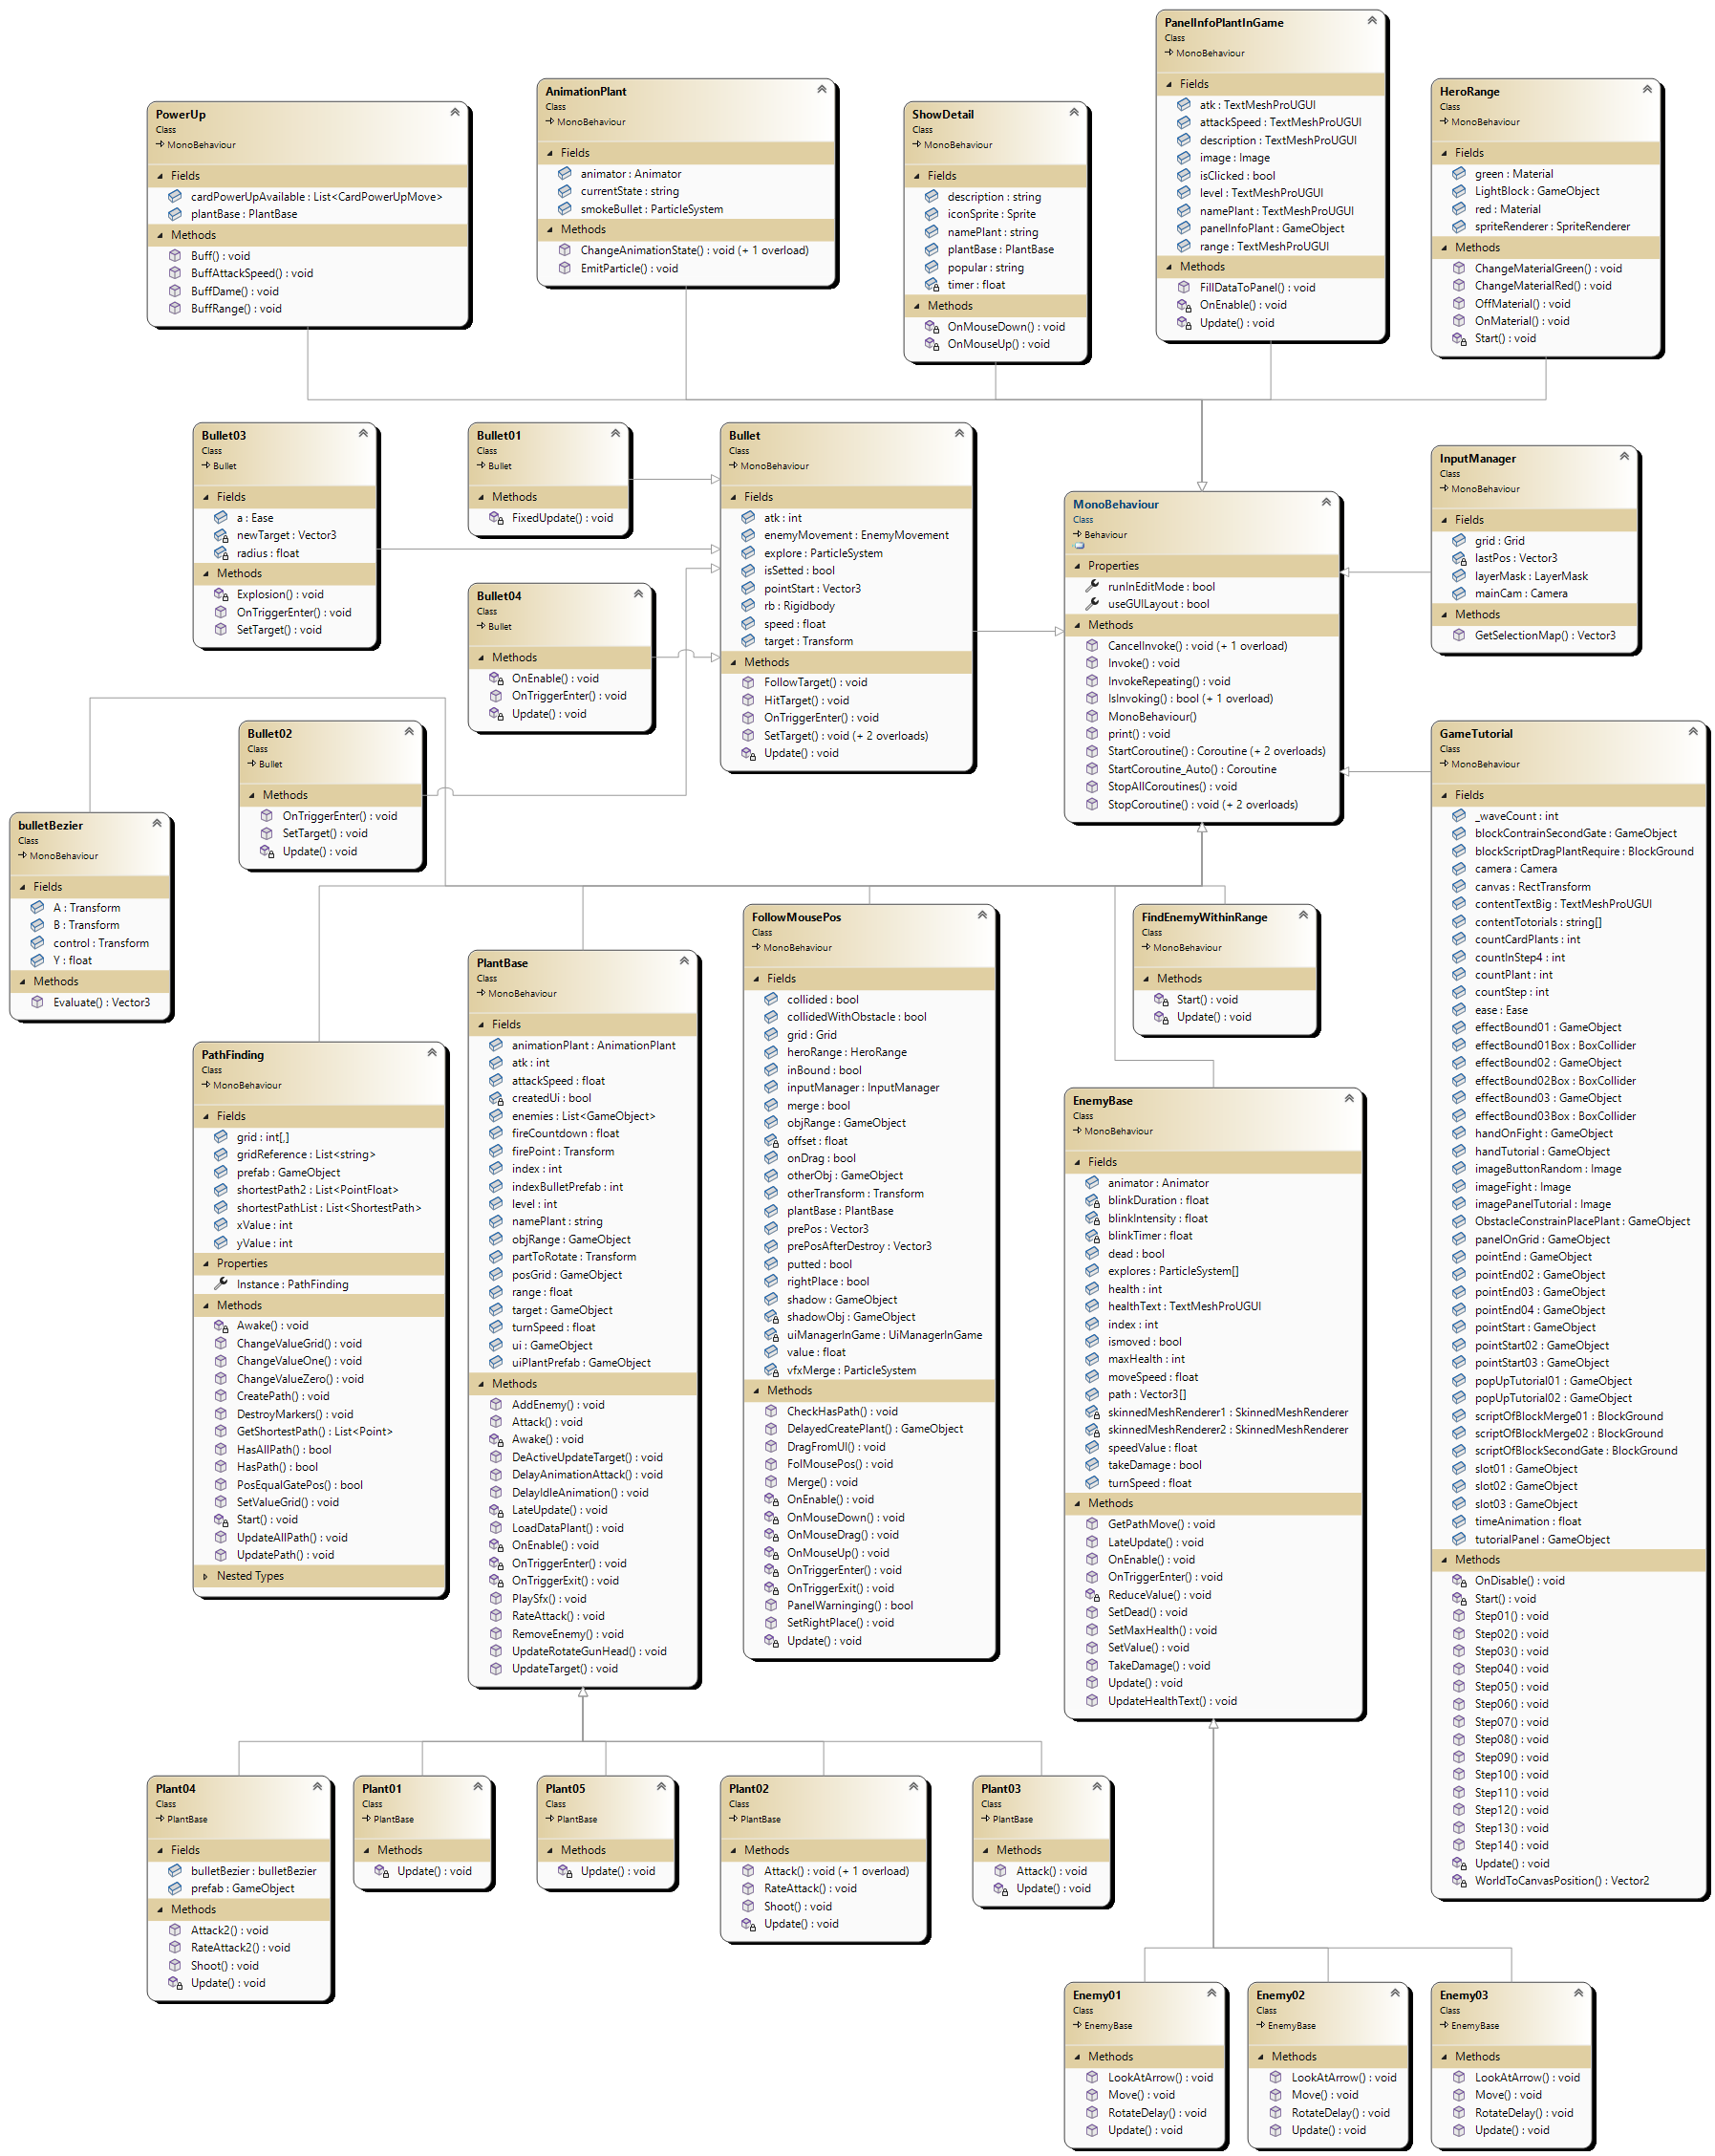 PanelInfoPlantInGame
Class
MonoBehaviour
Fields
atk : TextMeshProUGUI
attackSpeed : TextMeshProUGUI
description : TextMeshProUGUI
image : Image
isClicked : bool
level : TextMeshProUGUI
namePlant : TextMeshProUGUI
panelInfoPlant : GameObject
range : TextMeshProUGUI
Methods
FillDataToPanel() : void
OnEnable() : void
Update() : void
AnimationPlant
Class
MonoBehaviour
Fields
animator : Animator
currentState : string
smokeBullet : ParticleSystem
Methods
ChangeAnimationState() : void (+ 1 overload)
EmitParticle() : void
HeroRange
Class
MonoBehaviour
Fields
green : Material
LightBlock : GameObject
red : Material
spriteRenderer : SpriteRenderer
Methods
ChangeMaterialGreen() : void
ChangeMaterialRed() : void
OffMaterial() : void
OnMaterial() : void
Start() : void
PowerUp
Class
MonoBehaviour
Fields
cardPowerUpAvailable : List<CardPowerUpMove>
plantBase : PlantBase
Methods
Buff() : void
BuffAttackSpeed() : void
BuffDame() : void
BuffRange() : void
ShowDetail
Class
MonoBehaviour
Fields
description : string
iconSprite : Sprite
namePlant : string
plantBase : PlantBase
popular : string
timer : float
Methods
OnMouseDown() : void
OnMouseUp() : void
Bullet03
Class
Bullet
Fields
a : Ease
newTarget : Vector3
radius : float
Methods
Explosion() : void
OnTriggerEnter() : void
SetTarget() : void
Bullet01
Class
Bullet
Methods
FixedUpdate() : void
Bullet
Class
MonoBehaviour
Fields
atk : int
enemyMovement : EnemyMovement
explore : ParticleSystem
isSetted : bool
pointStart : Vector3
rb : Rigidbody
speed : float
target : Transform
Methods
FollowTarget() : void
HitTarget() : void
OnTriggerEnter() : void
SetTarget() : void (+ 2 overloads)
Update() : void
InputManager
Class
MonoBehaviour
Fields
grid : Grid
lastPos : Vector3
layerMask : LayerMask
mainCam : Camera
Methods
GetSelectionMap() : Vector3
MonoBehaviour
Class
Behaviour
Properties
runInEditMode : bool
useGUILayout : bool
Methods
CancelInvoke() : void (+ 1 overload)
Invoke() : void
InvokeRepeating() : void
IsInvoking() : bool (+ 1 overload)
MonoBehaviour()
print() : void
StartCoroutine() : Coroutine (+ 2 overloads)
StartCoroutine_Auto() : Coroutine
StopAllCoroutines() : void
StopCoroutine() : void (+ 2 overloads)
Bullet04
Class
Bullet
Methods
OnEnable() : void
OnTriggerEnter() : void
Update() : void
Bullet02
Class
Bullet
Methods
OnTriggerEnter() : void
SetTarget() : void
Update() : void
GameTutorial
Class
MonoBehaviour
Fields
_waveCount : int
blockContrainSecondGate : GameObject
blockScriptDragPlantRequire : BlockGround
camera : Camera
canvas : RectTransform
contentTextBig : TextMeshProUGUI
contentTotorials : string[]
countCardPlants : int
countInStep4 : int
countPlant : int
countStep : int
ease : Ease
effectBound01 : GameObject
effectBound01Box : BoxCollider
effectBound02 : GameObject
effectBound02Box : BoxCollider
effectBound03 : GameObject
effectBound03Box : BoxCollider
handOnFight : GameObject
handTutorial : GameObject
imageButtonRandom : Image
imageFight : Image
imagePanelTutorial : Image
ObstacleConstrainPlacePlant : GameObject
panelOnGrid : GameObject
pointEnd : GameObject
pointEnd02 : GameObject
pointEnd03 : GameObject
pointEnd04 : GameObject
pointStart : GameObject
pointStart02 : GameObject
pointStart03 : GameObject
popUpTutorial01 : GameObject
popUpTutorial02 : GameObject
scriptOfBlockMerge01 : BlockGround
scriptOfBlockMerge02 : BlockGround
scriptOfBlockSecondGate : BlockGround
slot01 : GameObject
slot02 : GameObject
slot03 : GameObject
timeAnimation : float
tutorialPanel : GameObject
Methods
OnDisable() : void
Start() : void
Step01() : void
Step02() : void
Step03() : void
Step04() : void
Step05() : void
Step06() : void
Step07() : void
Step08() : void
Step09() : void
Step10() : void
Step11() : void
Step12() : void
Step13() : void
Step14() : void
Update() : void
WorldToCanvasPosition() : Vector2
bulletBezier
Class
MonoBehaviour
Fields
A : Transform
B : Transform
control : Transform
Y : float
Methods
Evaluate() : Vector3
PathFinding
Class
MonoBehaviour
Fields
grid : int[,]
gridReference : List<string>
prefab : GameObject
shortestPath2 : List<PointFloat>
shortestPathList : List<ShortestPath>
xValue : int
yValue : int
Properties
Instance : PathFinding
Methods
Awake() : void
ChangeValueGrid() : void
ChangeValueOne() : void
ChangeValueZero() : void
CreatePath() : void
DestroyMarkers() : void
GetShortestPath() : List<Point>
HasAllPath() : bool
HasPath() : bool
PosEqualGatePos() : bool
SetValueGrid() : void
Start() : void
UpdateAllPath() : void
UpdatePath() : void
Nested Types
PlantBase
Class
MonoBehaviour
Fields
animationPlant : AnimationPlant
atk : int
attackSpeed : float
createdUi : bool
enemies : List<GameObject>
fireCountdown : float
firePoint : Transform
index : int
indexBulletPrefab : int
level : int
namePlant : string
objRange : GameObject
partToRotate : Transform
posGrid : GameObject
range : float
target : GameObject
turnSpeed : float
ui : GameObject
uiPlantPrefab : GameObject
Methods
AddEnemy() : void
Attack() : void
Awake() : void
DeActiveUpdateTarget() : void
DelayAnimationAttack() : void
DelayIdleAnimation() : void
LateUpdate() : void
LoadDataPlant() : void
OnEnable() : void
OnTriggerEnter() : void
OnTriggerExit() : void
PlaySfx() : void
RateAttack() : void
RemoveEnemy() : void
UpdateRotateGunHead() : void
UpdateTarget() : void
FollowMousePos
Class
MonoBehaviour
Fields
collided : bool
collidedWithObstacle : bool
grid : Grid
heroRange : HeroRange
inBound : bool
inputManager : InputManager
merge : bool
objRange : GameObject
offset : float
onDrag : bool
otherObj : GameObject
otherTransform : Transform
plantBase : PlantBase
prePos : Vector3
prePosAfterDestroy : Vector3
putted : bool
rightPlace : bool
shadow : GameObject
shadowObj : GameObject
uiManagerInGame : UiManagerInGame
value : float
vfxMerge : ParticleSystem
Methods
CheckHasPath() : void
DelayedCreatePlant() : GameObject
DragFromUI() : void
FolMousePos() : void
Merge() : void
OnEnable() : void
OnMouseDown() : void
OnMouseDrag() : void
OnMouseUp() : void
OnTriggerEnter() : void
OnTriggerExit() : void
PanelWarninging() : bool
SetRightPlace() : void
Update() : void
FindEnemyWithinRange
Class
MonoBehaviour
Methods
Start() : void
Update() : void
EnemyBase
Class
MonoBehaviour
Fields
animator : Animator
blinkDuration : float
blinkIntensity : float
blinkTimer : float
dead : bool
explores : ParticleSystem[]
health : int
healthText : TextMeshProUGUI
index : int
ismoved : bool
maxHealth : int
moveSpeed : float
path : Vector3[]
skinnedMeshRenderer1 : SkinnedMeshRenderer
skinnedMeshRenderer2 : SkinnedMeshRenderer
speedValue : float
takeDamage : bool
turnSpeed : float
Methods
GetPathMove() : void
LateUpdate() : void
OnEnable() : void
OnTriggerEnter() : void
ReduceValue() : void
SetDead() : void
SetMaxHealth() : void
SetValue() : void
TakeDamage() : void
Update() : void
UpdateHealthText() : void
Plant04
Class
PlantBase
Fields
bulletBezier : bulletBezier
prefab : GameObject
Methods
Attack2() : void
RateAttack2() : void
Shoot() : void
Update() : void
Plant01
Class
PlantBase
Methods
Update() : void
Plant05
Class
PlantBase
Methods
Update() : void
Plant02
Class
PlantBase
Methods
Attack() : void (+ 1 overload)
RateAttack() : void
Shoot() : void
Update() : void
Plant03
Class
PlantBase
Methods
Attack() : void
Update() : void
Enemy01
Class
EnemyBase
Methods
LookAtArrow() : void
Move() : void
RotateDelay() : void
Update() : void
Enemy02
Class
EnemyBase
Methods
LookAtArrow() : void
Move() : void
RotateDelay() : void
Update() : void
Enemy03
Class
EnemyBase
Methods
LookAtArrow() : void
Move() : void
RotateDelay() : void
Update() : void